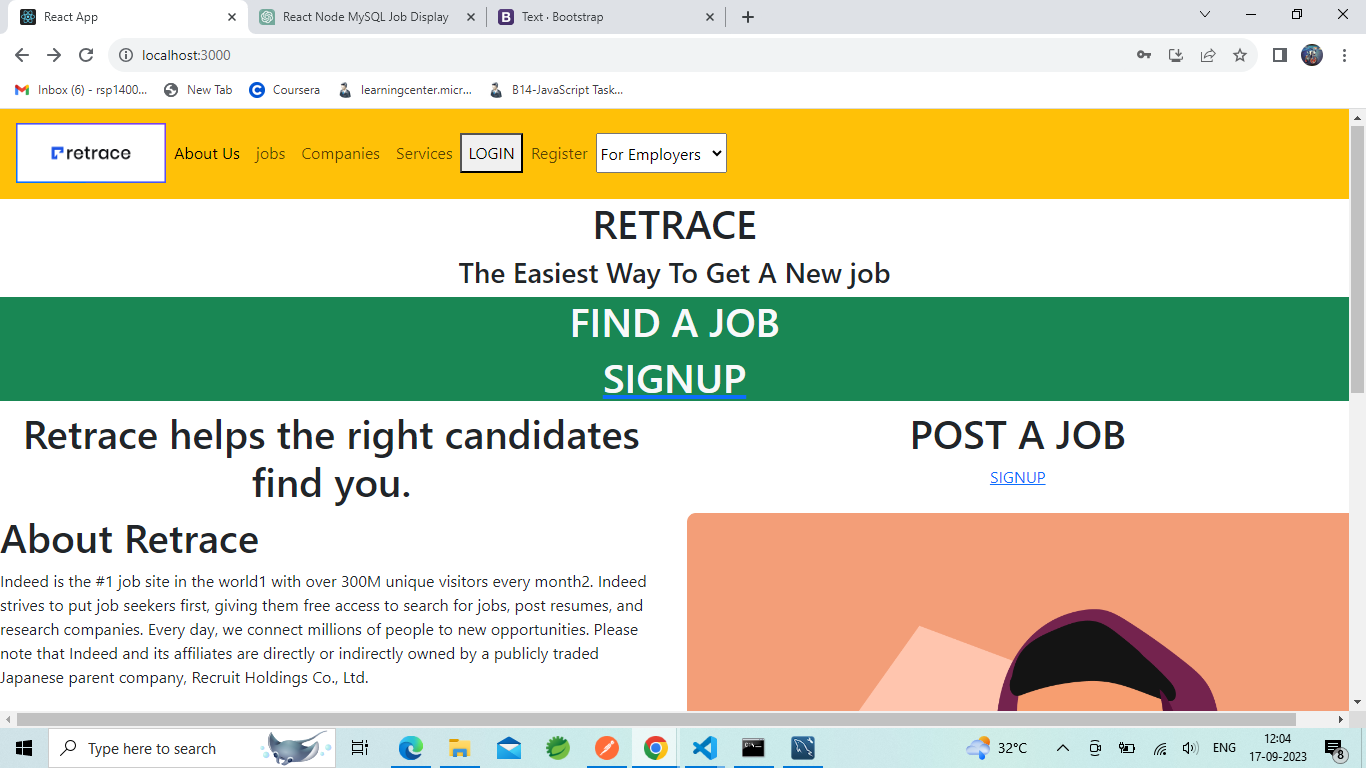 React App
React Node MySQL Job Display
B Text · Bootstrap
localhost:3000
Inbox (6) - rsp1400...
New Tab
Coursera
learningcenter.micr...
B14-JavaScript Task...
retrace
About Us
jobs
Companies
Services
LOGIN
Register
For Employers
RETRACE
The Easiest Way To Get A New job
FIND A JOB
SIGNUP
Retrace helps the right candidates
find you.
POST A JOB
SIGNUP
About Retrace
Indeed is the #1 job site in the world1 with over 300M unique visitors every month2. Indeed
strives to put job seekers first, giving them free access to search for jobs, post resumes, and
research companies. Every day, we connect millions of people to new opportunities. Please
note that Indeed and its affiliates are directly or indirectly owned by a publicly traded
Japanese parent company, Recruit Holdings Co., Ltd.
Type here to search
32°C
ENG
12:04
17-09-2023
8